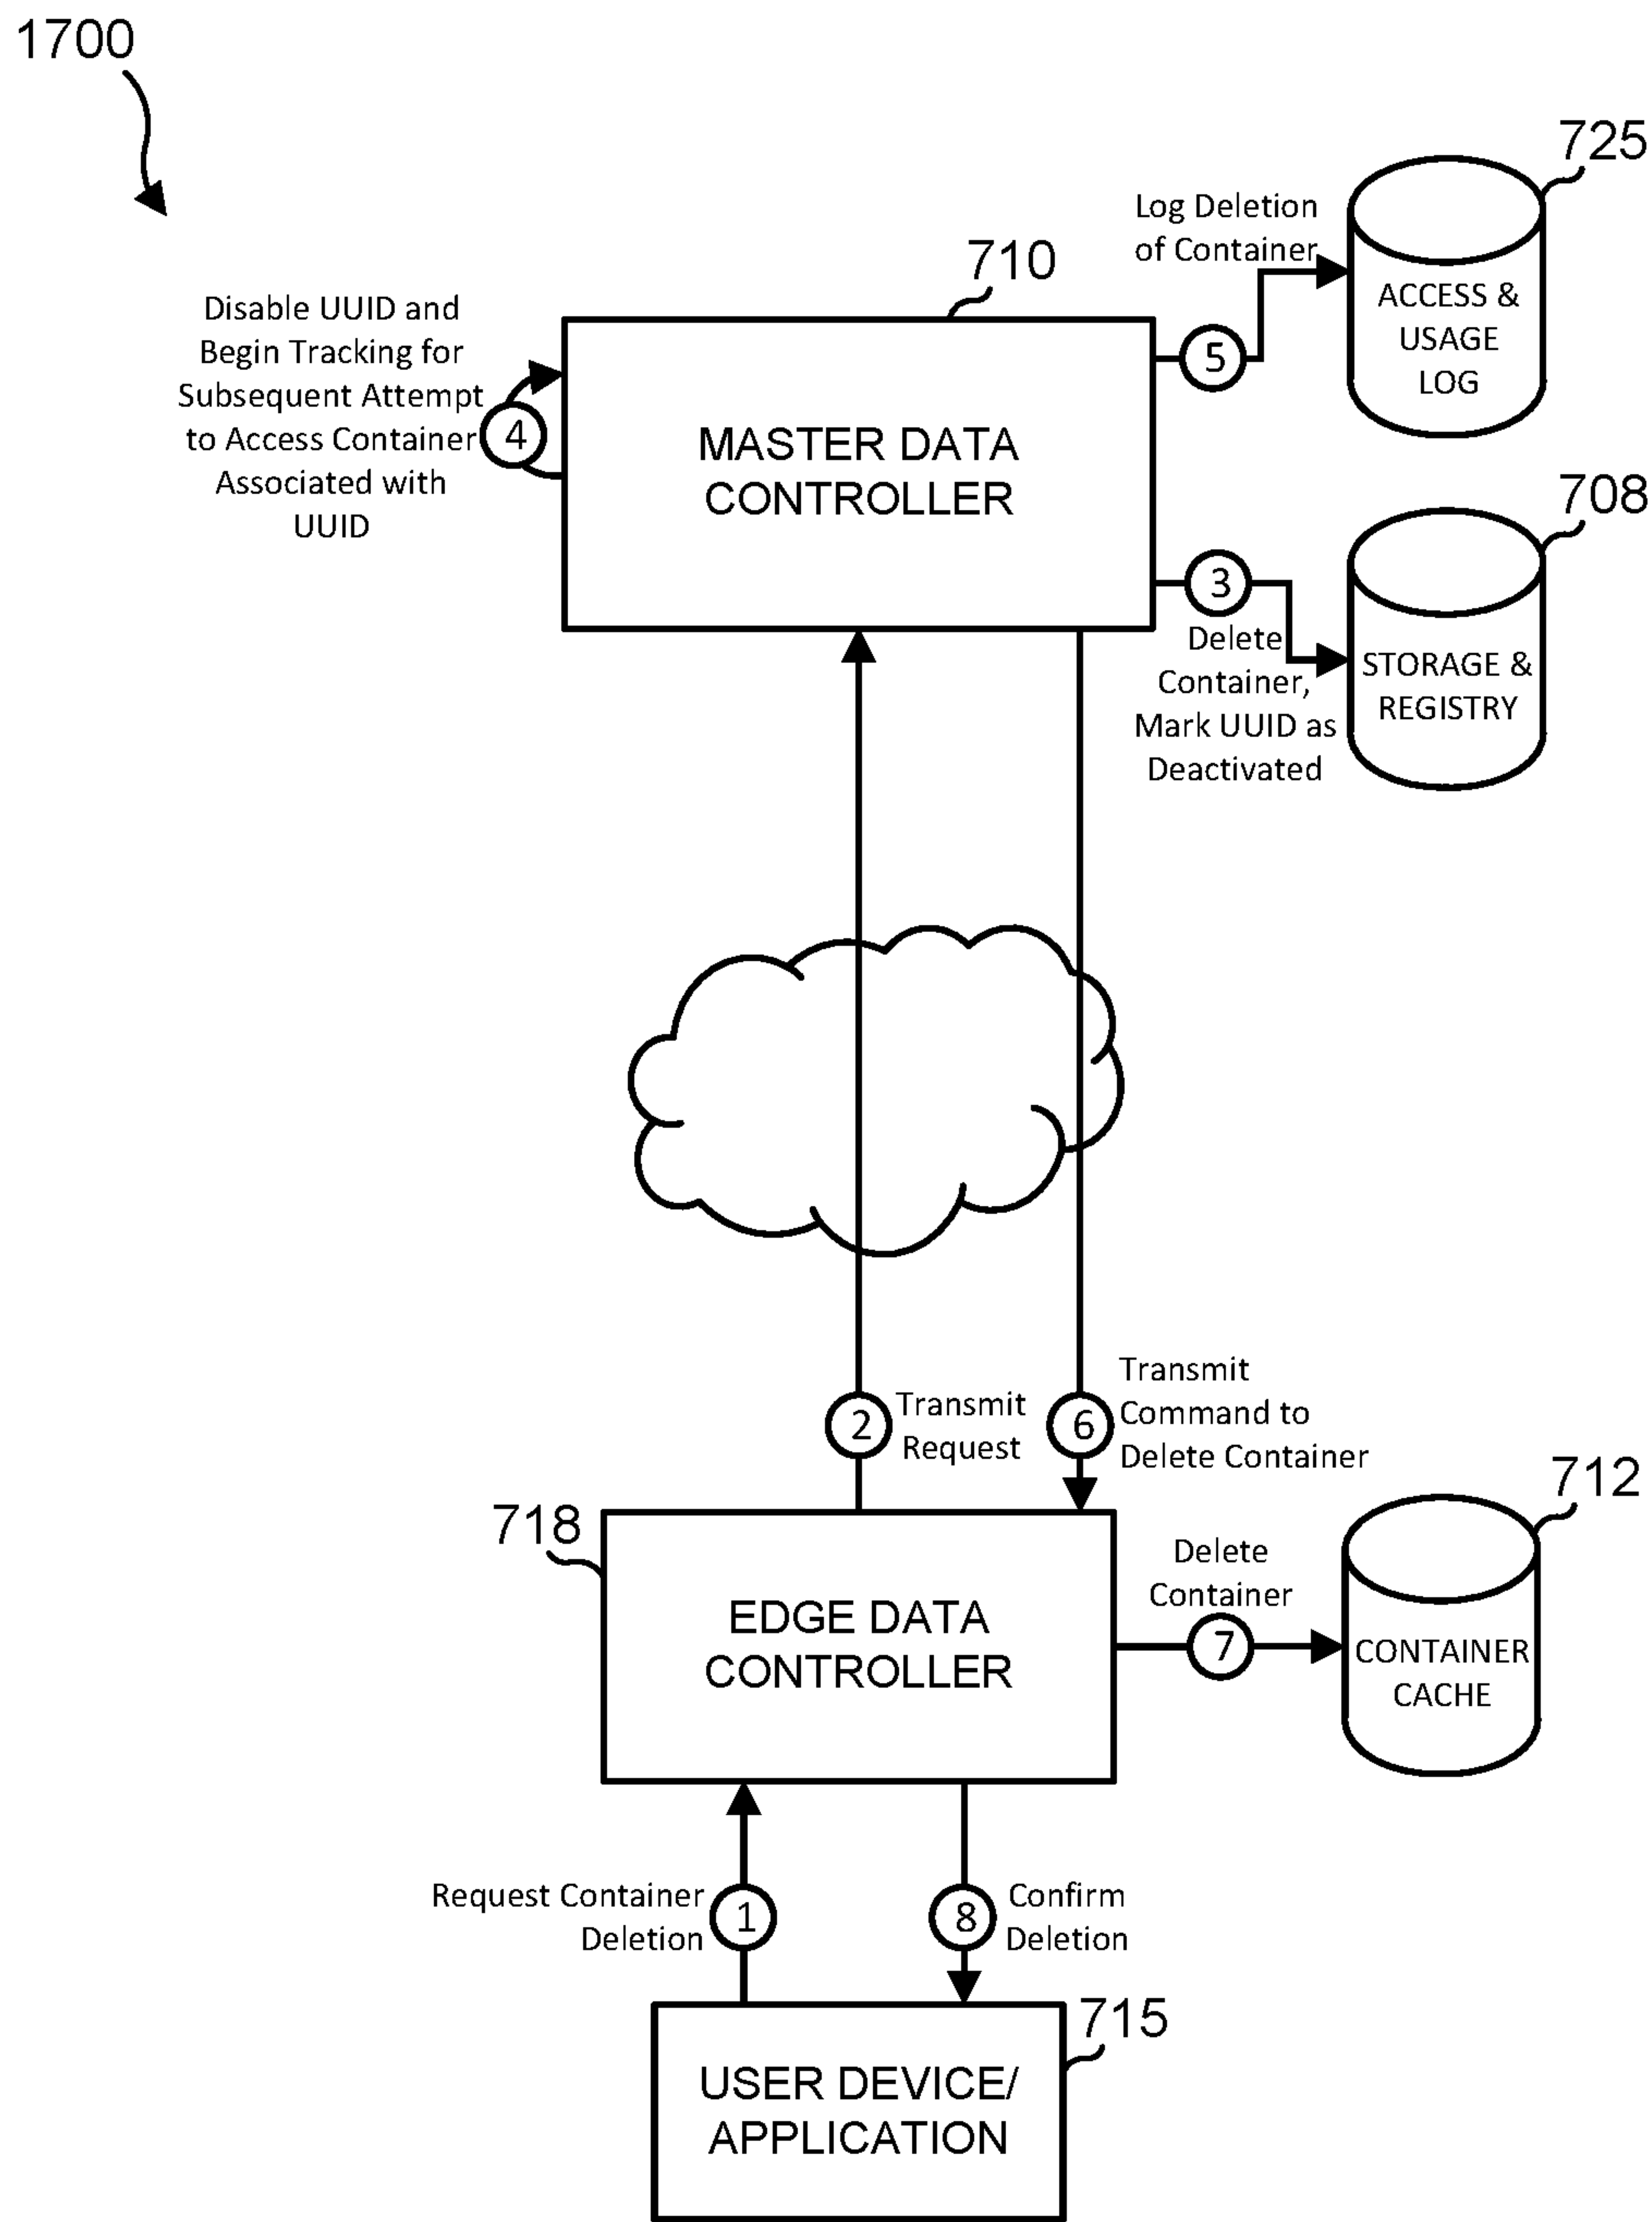 1700
725
Log Deletion
of Container
710
ACCESS &
USAGE
LOG
Disable UUID and
Begin Tracking for
Subsequent Attempt
to Access Container
Associated with
UUID
5
4
MASTER DATA
CONTROLLER
708
3
Delete
Container,
Mark UUID as
Deactivated
STORAGE &
REGISTRY
2
Transmit
Request
6
Transmit
Command to
Delete Container
712
718
EDGE DATA
CONTROLLER
Delete
Container
7
CONTAINER
CACHE
Request Container
Deletion
1
8
Confirm
Deletion
715
USER DEVICE/
APPLICATION